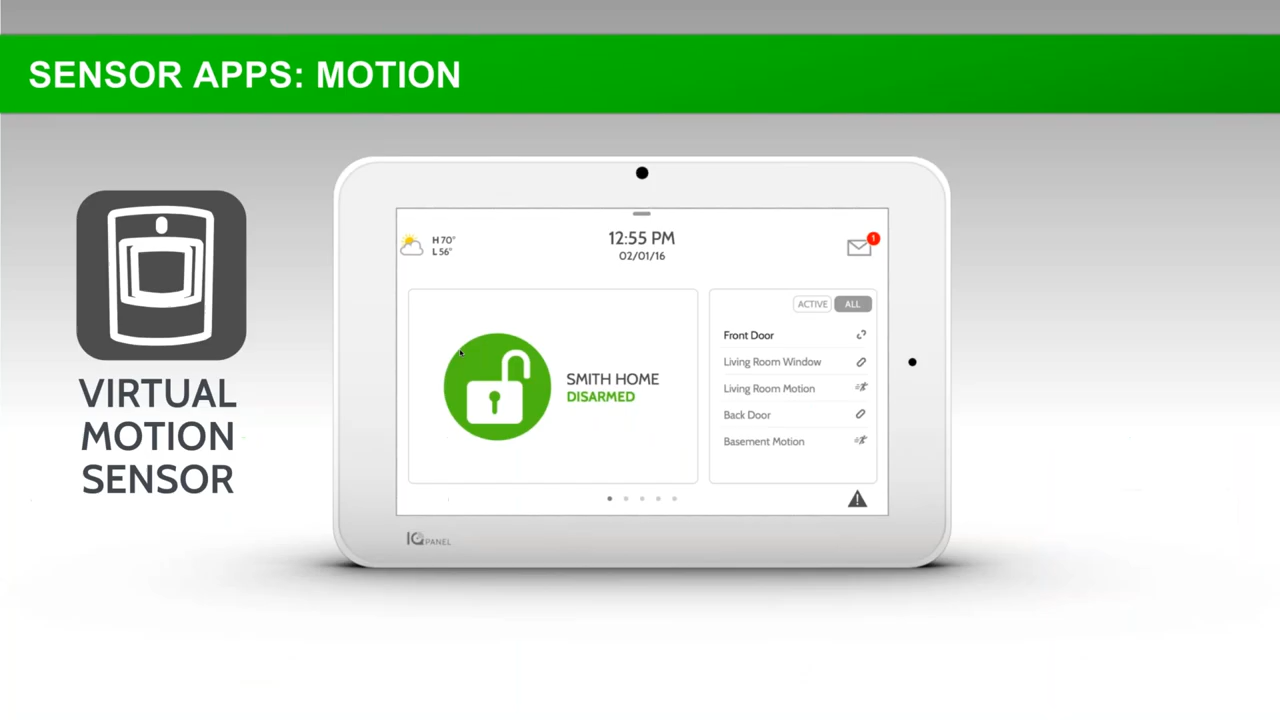 SENSOR APPS: MOTION
VIRTUAL
MOTION
SENSOR
H 70°
L 56°
12:55 PM
02/01/16
1
SMITH HOME
DISARMED
ACTIVE
ALL
Front Door
Living Room Window
Living Room Motion
Back Door
Basement Motion
IQ PANEL